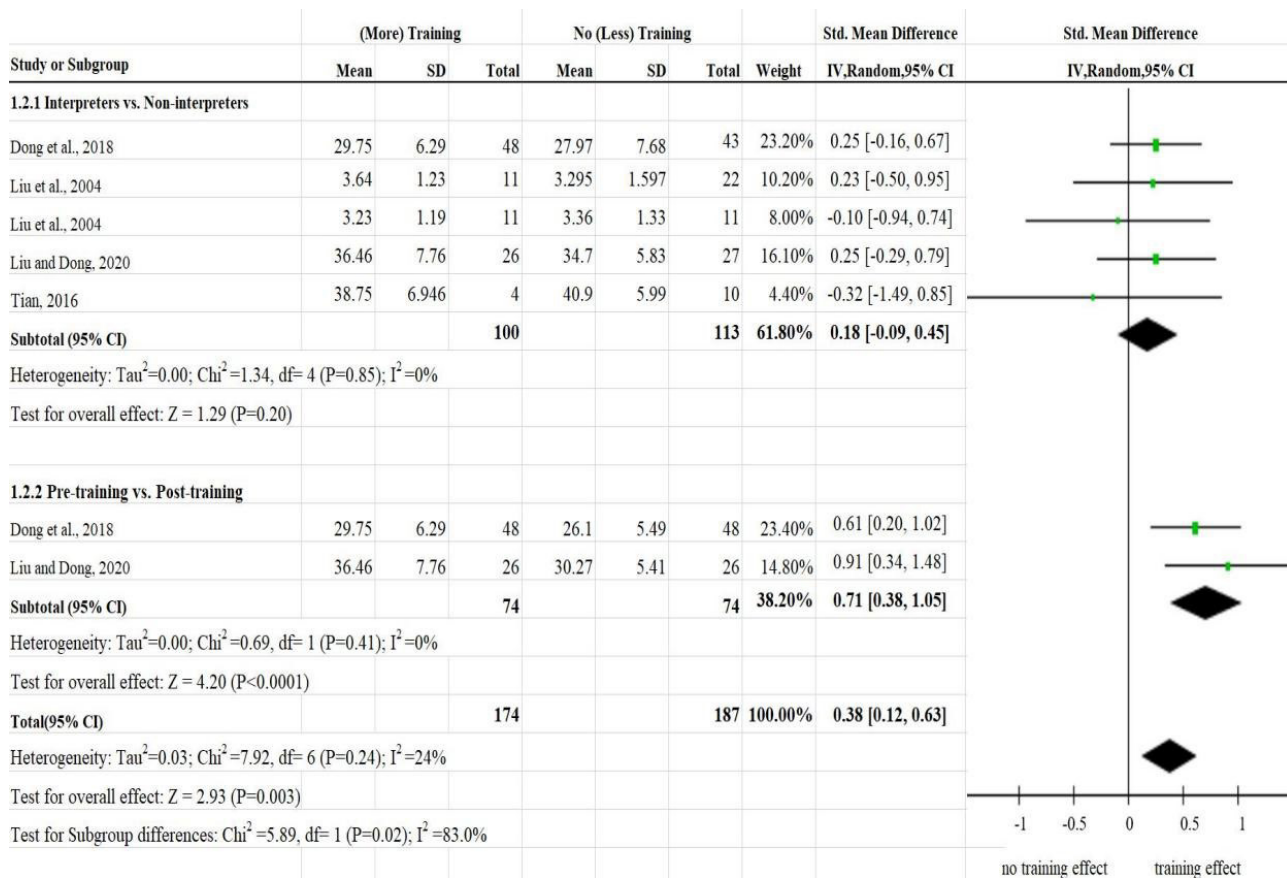 (More) Training No (Less) Training Std. Mean Difference Std. Mean Difference
Study or Subgroup Mean SD Total Mean SD Total Weight IV,Random,95% CI IV,Random,95% CI
1.2.1 Interpreters vs. Non-interpreters
Dong et al., 2018 29.75 6.29 48 27.97 7.68 43 23.20% 0.25 [-0.16, 0.67]
Liu et al., 2004 3.64 1.23 11 3.295 1.597 22 10.20% 0.23 [-0.50, 0.95]
Liu et al., 2004 3.23 1.19 11 3.36 1.33 11 8.00% -0.10 [-0.94, 0.74]
Liu and Dong, 2020 36.46 7.76 26 34.7 5.83 27 16.10% 0.25 [-0.29, 0.79]
Tian, 2016 38.75 6.946 4 40.9 5.99 10 4.40% -0.32 [-1.49, 0.85]
Subtotal (95% CI) 100 113 61.80% 0.18 [-0.09, 0.45]
Heterogeneity: Tau²=0.00; Chi²=1.34, df= 4 (P=0.85); I²=0%
Test for overall effect: Z = 1.29 (P=0.20)
1.2.2 Pre-training vs. Post-training
Dong et al., 2018 29.75 6.29 48 26.1 5.49 48 23.40% 0.61 [0.20, 1.02]
Liu and Dong, 2020 36.46 7.76 26 30.27 5.41 26 14.80% 0.91 [0.34, 1.48]
Subtotal (95% CI) 74 74 38.20% 0.71 [0.38, 1.05]
Heterogeneity: Tau²=0.00; Chi²=0.69, df= 1 (P=0.41); I²=0%
Test for overall effect: Z = 4.20 (P<0.0001)
Total(95% CI) 174 187 100.00% 0.38 [0.12, 0.63]
Heterogeneity: Tau²=0.03; Chi²=7.92, df= 6 (P=0.24); I²=24%
Test for overall effect: Z = 2.93 (P=0.003)
Test for Subgroup differences: Chi² =5.89, df= 1 (P=0.02); I² =83.0%
-1 -0.5 0 0.5 1
no training effect training effect